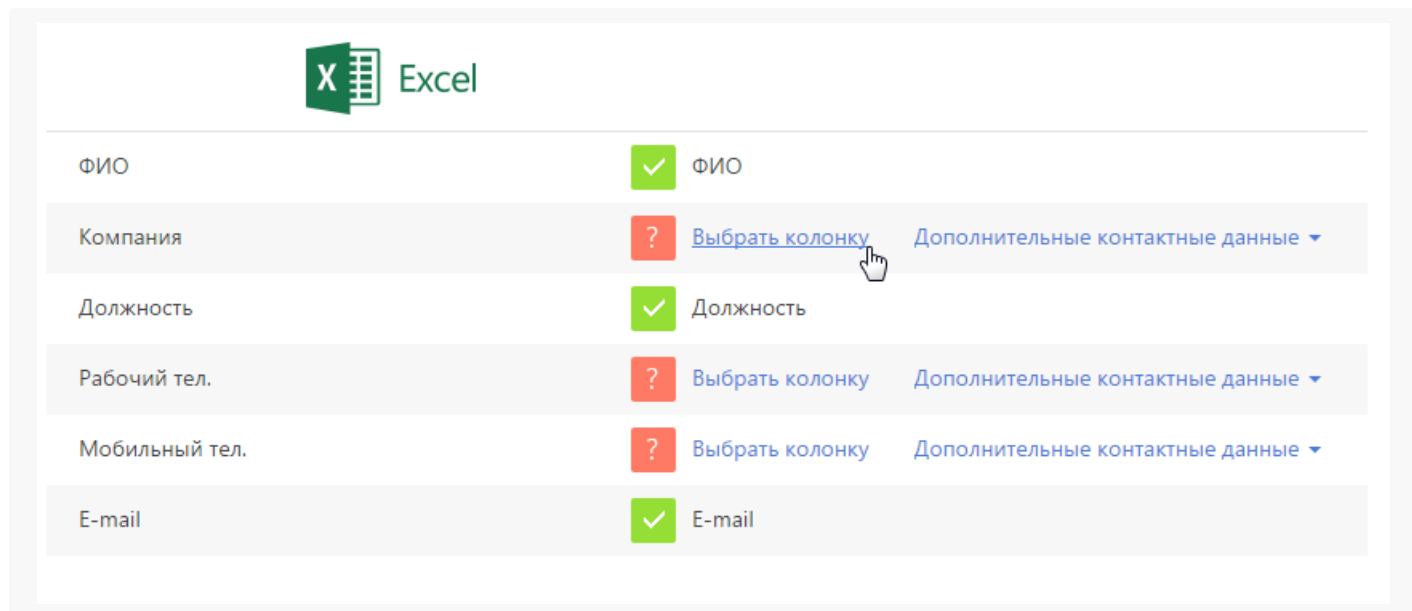 X Excel
ФИО ФИО
Компания ? Выбрать колонку Дополнительные контактные данные
Должность Должность
Рабочий тел. ? Выбрать колонку Дополнительные контактные данные
Мобильный тел. ? Выбрать колонку Дополнительные контактные данные
E-mail E-mail